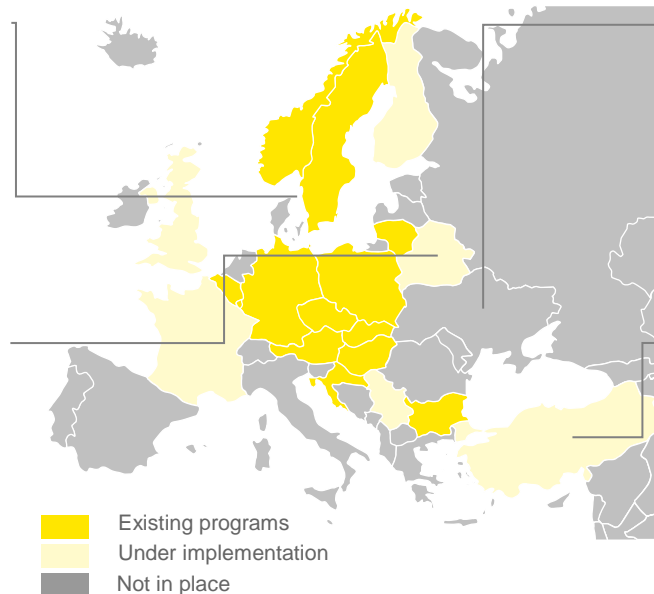 Existing programs
Under implementation
Not in place